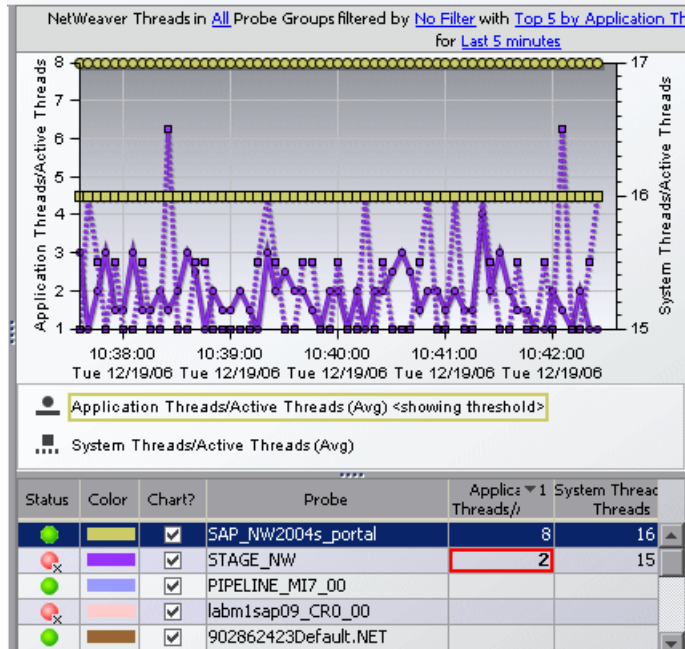 NetWeaver Threads in All Probe Groups filtered by No Filter with Top 5 by Application
for Last 5 minutes
Application Threads/Active Threads
8
7
6
5
4
3
2
1
17
16
15
System Threads/Active Threads
10:38:00 10:39:00 10:40:00 10:41:00 10:42:00
Tue 12/19/06 Tue 12/19/06 Tue 12/19/06 Tue 12/19/06 Tue 12/19/06
Application Threads/Active Threads (Avg) <showing threshold>
System Threads/Active Threads (Avg)
Status Color Chart? Probe Applica 1 System Threac
Threads/ Threads
SAP_NW2004s_portal 8 16
STAGE_NW 2 15
PIPELINE_MI7_00
labm1sap09_CR0_00
902862423Default.NET